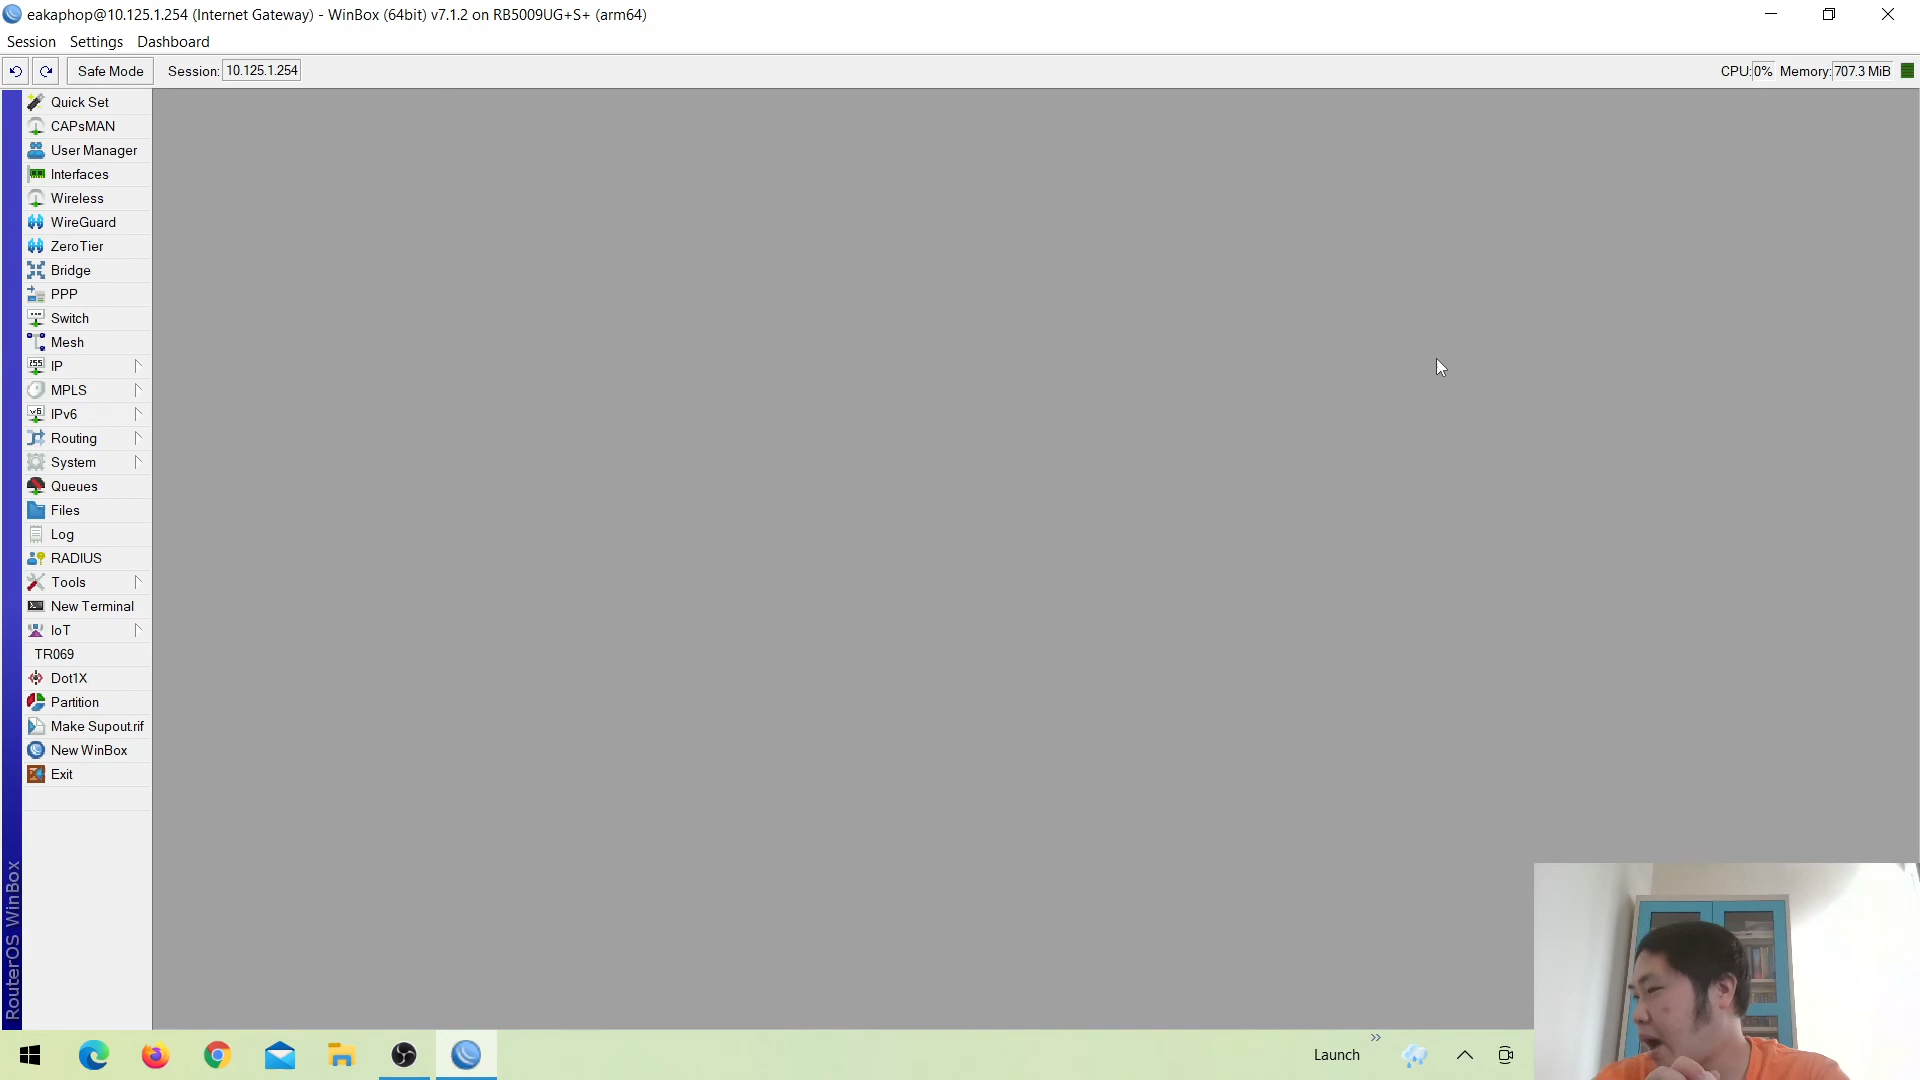 eakaphop@10.125.1.254 (Internet Gateway) - WinBox (64bit) v7.1.2 on RB5009UG+S+ (arm64)
Session Settings Dashboard
Safe Mode Session: 10.125.1.254 CPU: 0% Memory: 707.3 MiB
Quick Set
CAPsMAN
User Manager
Interfaces
Wireless
WireGuard
ZeroTier
Bridge
PPP
Switch
Mesh
IP
MPLS
IPv6
Routing
System
Queues
Files
Log
RADIUS
Tools
New Terminal
IoT
TR069
Dot1X
Partition
Make Supout.rif
New WinBox
Exit
RouterOS WinBox
Launch